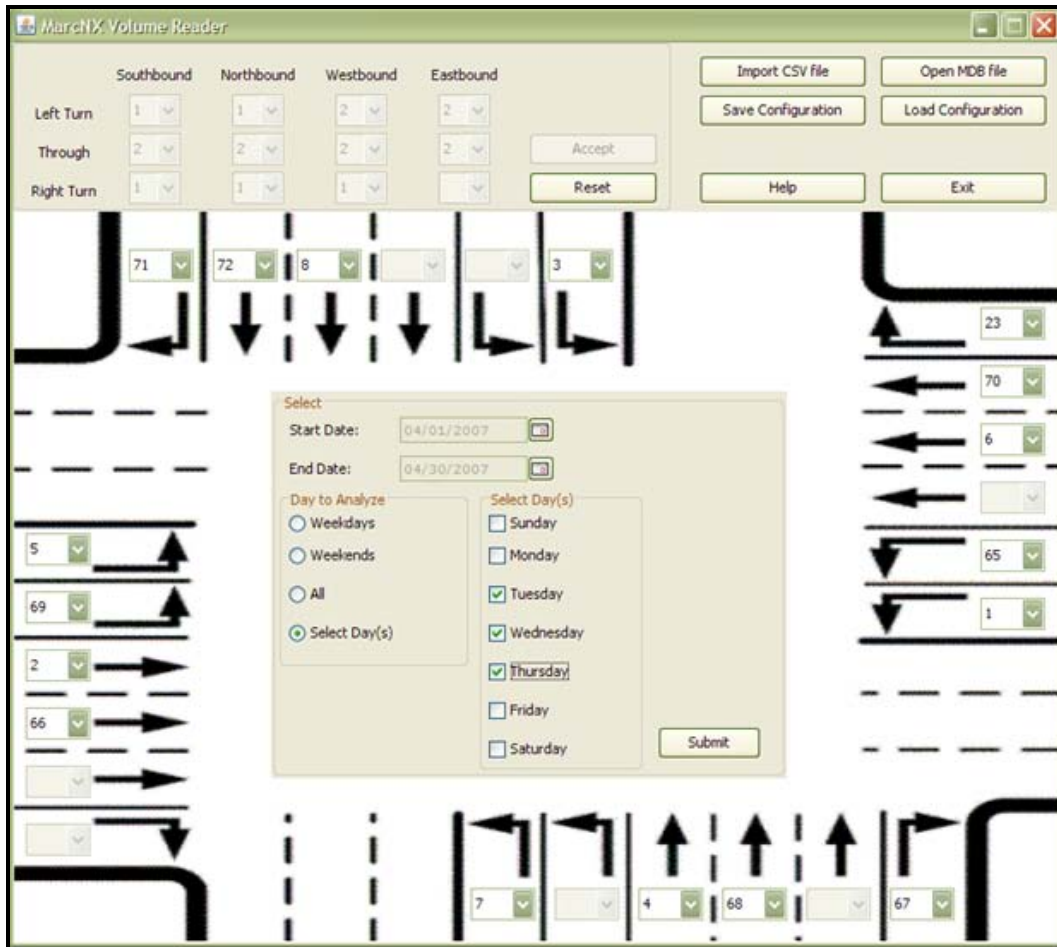 MarcNX Volume Reader
Southbound Northbound Westbound Eastbound
Left Turn 1 1 2 2
Through 2 2 2 2
Right Turn 1 1 1
Accept
Reset
Import CSV file Open MDB file
Save Configuration Load Configuration
Help Exit
71 72 8 3
23
70
6
65
1
5
69
2
66
Select
Start Date: 04/01/2007
End Date: 04/30/2007
Day to Analyze
Weekdays
Weekends
All
Select Day(s)
Select Day(s)
Sunday
Monday
Tuesday
Wednesday
Thursday
Friday
Saturday
Submit
7 4 68 67